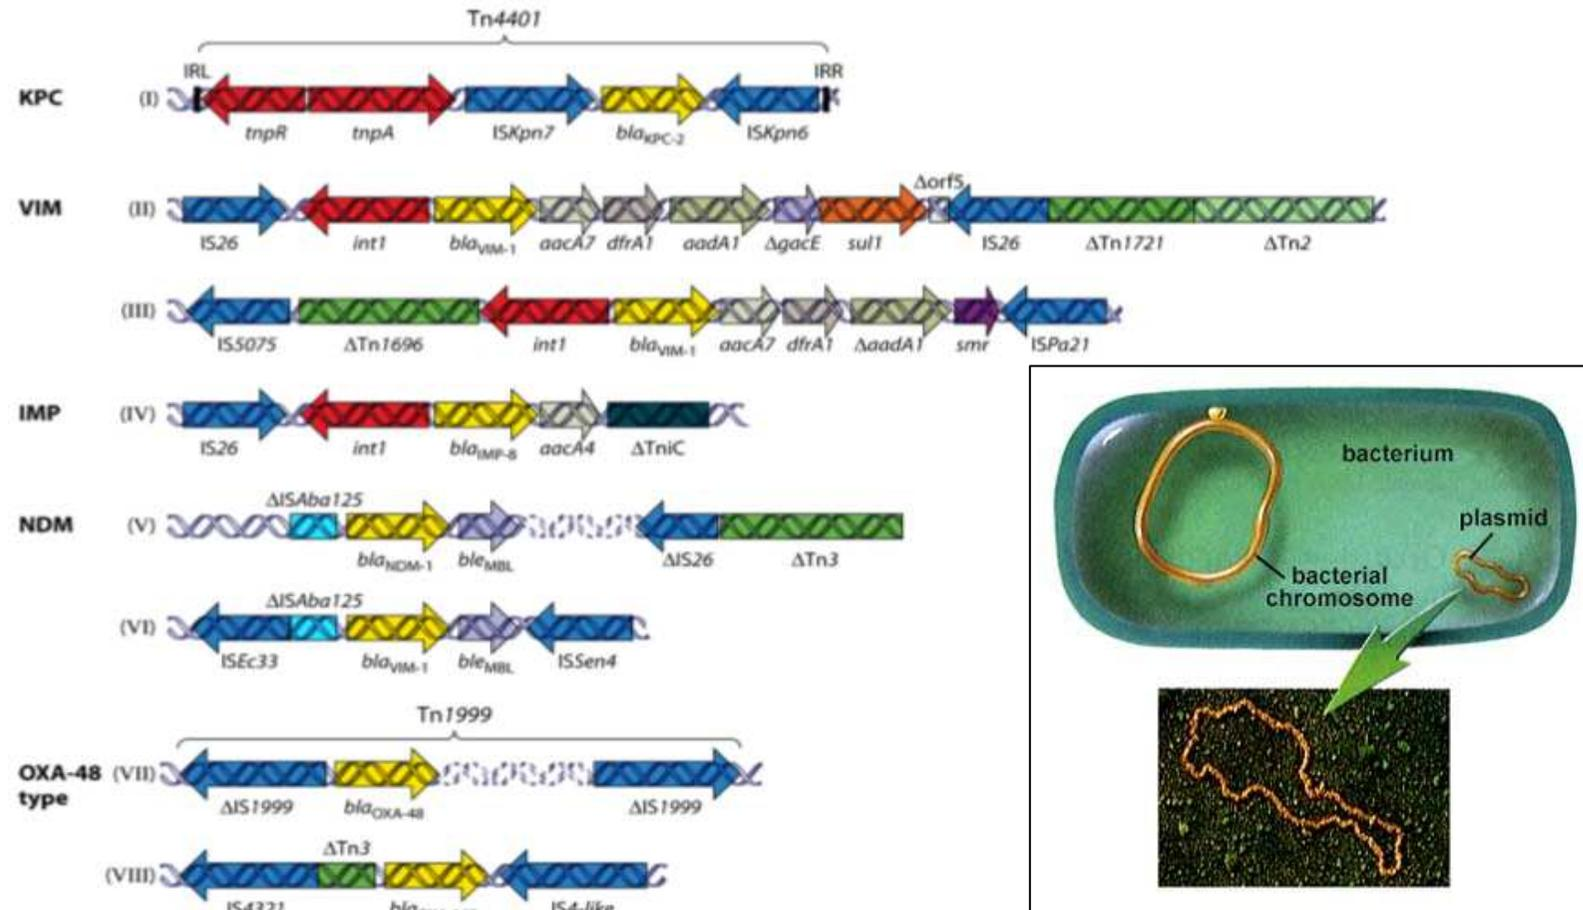 Tn4401
IRL IRR
KPC (I)
tnpR tnpA ISKpn7 blaKPC-2 ISKpn6
Δorf5
VIM (II)
IS26 int1 blaVIM-1 aacA7 dfrA1 aadA1 ΔgacE sul1 IS26 ΔTn1721 ΔTn2
(III)
IS5075 ΔTn1696 int1 blaVIM-1 aacA7 dfrA1 ΔaadA1 smr ISPa21
IMP (IV)
IS26 int1 blaIMP-8 aacA4 ΔTniC
ΔISAba125
NDM (V)
blaNDM-1 bleMBL ΔIS26 ΔTn3
ΔISAba125
(VI)
ISEc33 blaVIM-1 bleMBL ISSen4
Tn1999
OXA-48 (VII)
type
ΔIS1999 blaOXA-48 ΔIS1999
ΔTn3
(VIII)
IS4321 IS4-like
bacterium
plasmid
bacterial
chromosome